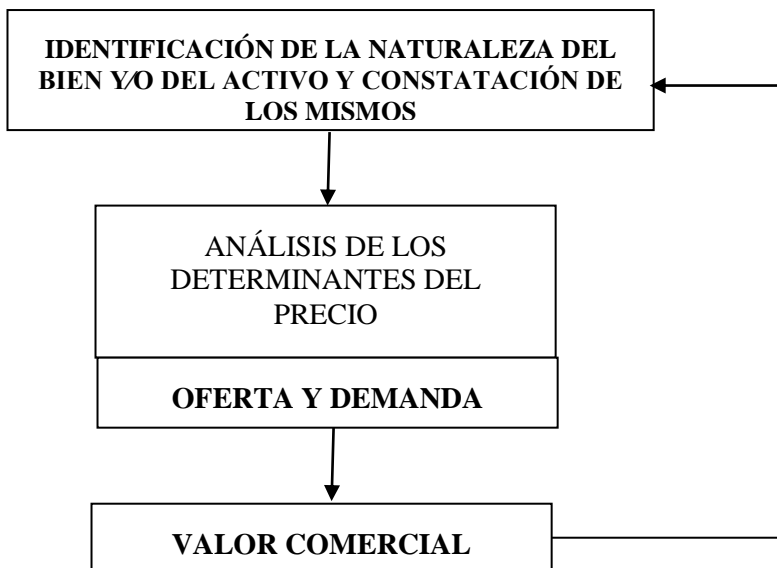 IDENTIFICACIÓN DE LA NATURALEZA DEL
BIEN Y/O DEL ACTIVO Y CONSTATACIÓN DE
LOS MISMOS
ANÁLISIS DE LOS
DETERMINANTES DEL
PRECIO
OFERTA Y DEMANDA
VALOR COMERCIAL